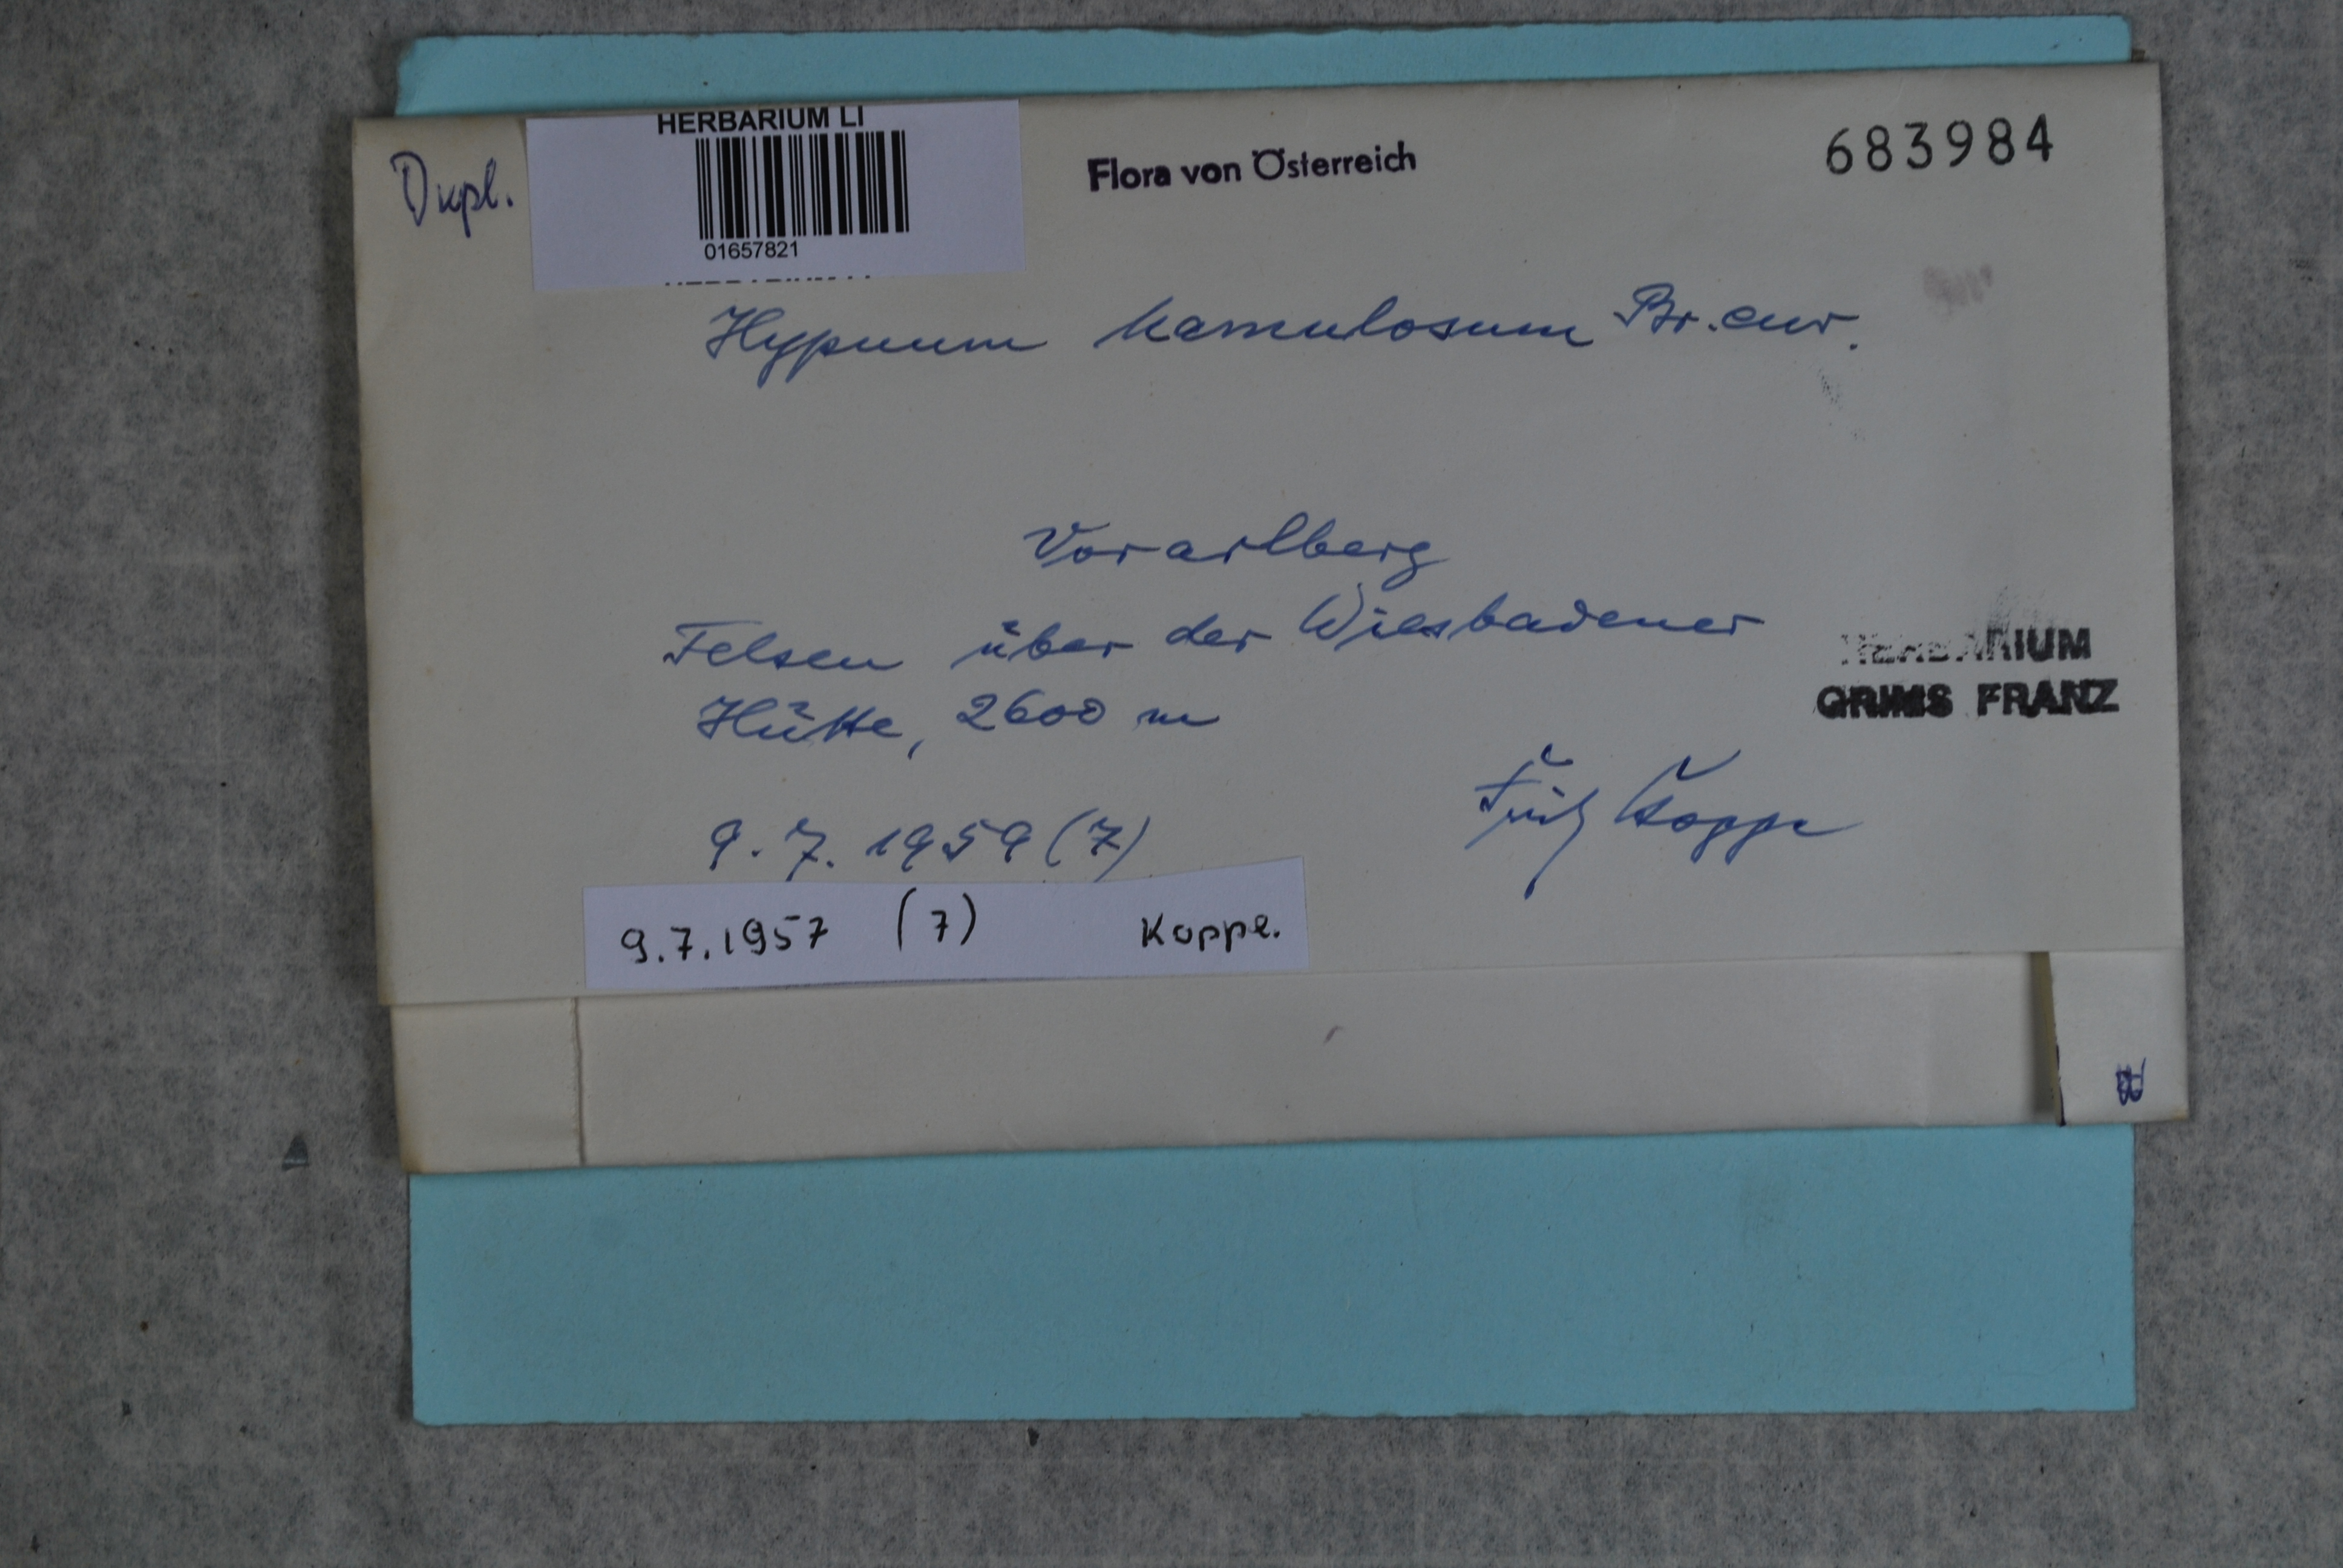 Dupl.
HERBARIUM LI
01657821
Flora von Österreich
683984
Hypnum hamulosum Br. eur.
Vorarlberg
Felsen über der Wiesbadener
Hütte, 2600 m
HERBARIUM
GRIMS FRANZ
9. 7. 1959 (7)
Fritz Koppe
9.7.1957 (7) Koppe.